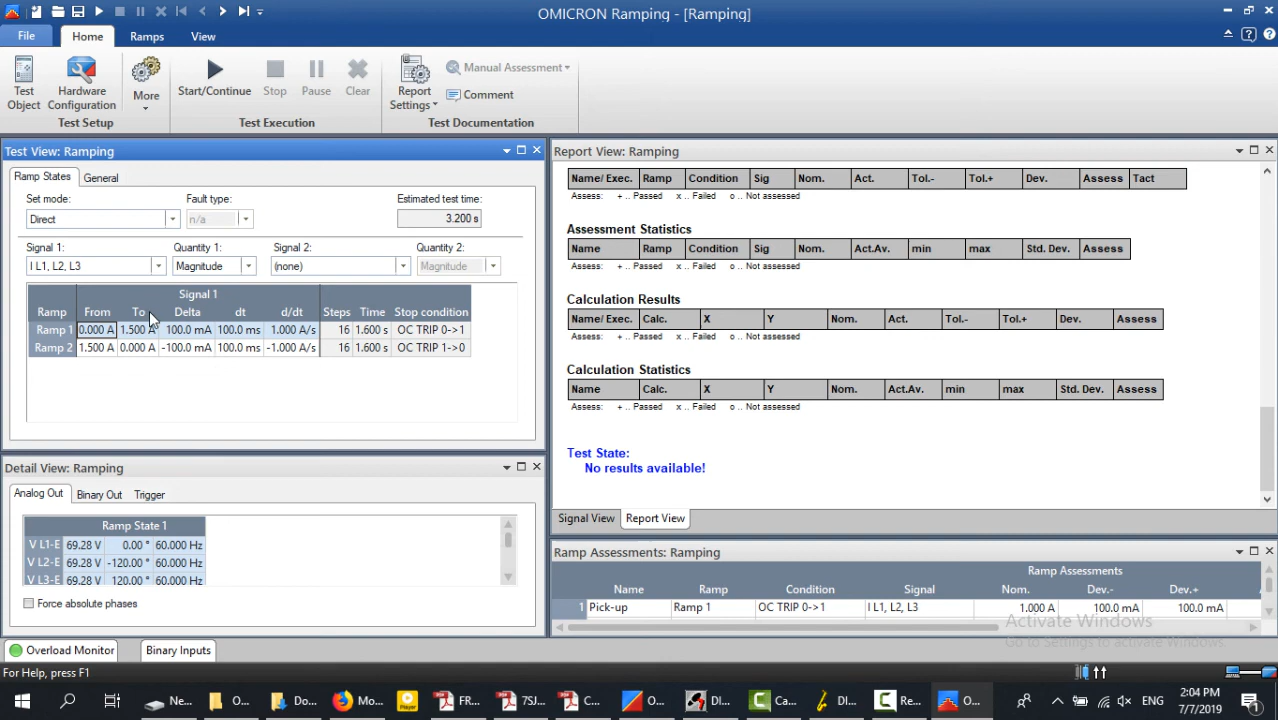 OMICRON Ramping - [Ramping]
File Home Ramps View
Test Object
Hardware Configuration
More
Start/Continue
Stop
Pause
Clear
Report Settings
Manual Assessment
Comment
Test Setup
Test Execution
Test Documentation
Test View: Ramping
Ramp States General
Set mode: Fault type: Estimated test time:
Direct n/a 3.200 s
Signal 1: Quantity 1: Signal 2: Quantity 2:
I L1, L2, L3 Magnitude (none) Magnitude
Signal 1
Ramp From To Delta dt d/dt Steps Time Stop condition
Ramp 1 0.000 A 1.500 A 100.0 mA 100.0 ms 1.000 A/s 16 1.600 s OC TRIP 0->1
Ramp 2 1.500 A 0.000 A -100.0 mA 100.0 ms -1.000 A/s 16 1.600 s OC TRIP 1->0
Detail View: Ramping
Analog Out Binary Out Trigger
Ramp State 1
V L1-E 69.28 V 0.00 ° 60.000 Hz
V L2-E 69.28 V -120.00 ° 60.000 Hz
V L3-E 69.28 V 120.00 ° 60.000 Hz
Force absolute phases
Overload Monitor Binary Inputs
For Help, press F1
Report View: Ramping
Name/ Exec. Ramp Condition Sig Nom. Act. Tol.- Tol.+ Dev. Assess Tact
Assess: + .. Passed x .. Failed o .. Not assessed
Assessment Statistics
Name Ramp Condition Sig Nom. Act.Av. min max Std. Dev. Assess
Assess: + .. Passed x .. Failed o .. Not assessed
Calculation Results
Name/ Exec. Calc. X Y Nom. Act. Tol.- Tol.+ Dev. Assess
Assess: + .. Passed x .. Failed o .. Not assessed
Calculation Statistics
Name Calc. X Y Nom. Act.Av. min max Std. Dev. Assess
Assess: + .. Passed x .. Failed o .. Not assessed
Test State:
No results available!
Signal View Report View
Ramp Assessments: Ramping
Ramp Assessments
Name Ramp Condition Signal Nom. Dev.- Dev.+
1 Pick-up Ramp 1 OC TRIP 0->1 I L1, L2, L3 1.000 A 100.0 mA 100.0 mA
Activate Windows
Go to Settings to activate Windows.
Ne... O... Do... Mo... Player FR... 7SJ... C... O... DI... Ca... DI... Re... O... ENG
2:04 PM
7/7/2019
1